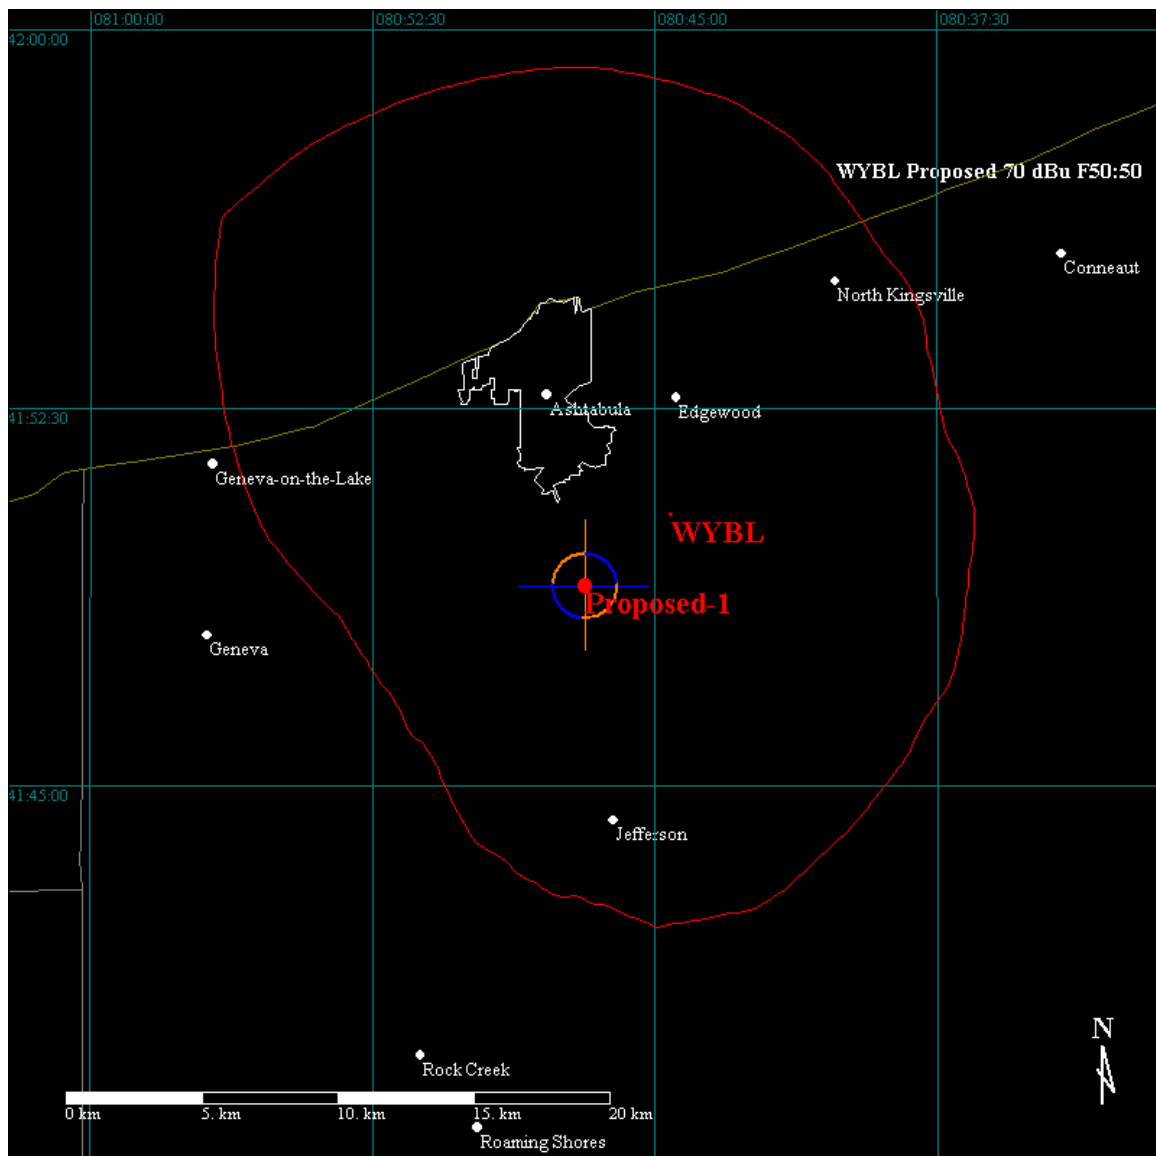 081:00:00
080:52:30
080:45:00
080:37:30
42:00:00
WYBL Proposed 70 dBu F50:50
Conneaut
North Kingsville
Ashtabula
Edgewood
41:52:30
Geneva-on-the-Lake
WYBL
Proposed-1
Geneva
41:45:00
Jefferson
N
Rock Creek
0 km
5. km
10. km
15. km
20 km
Roaming Shores